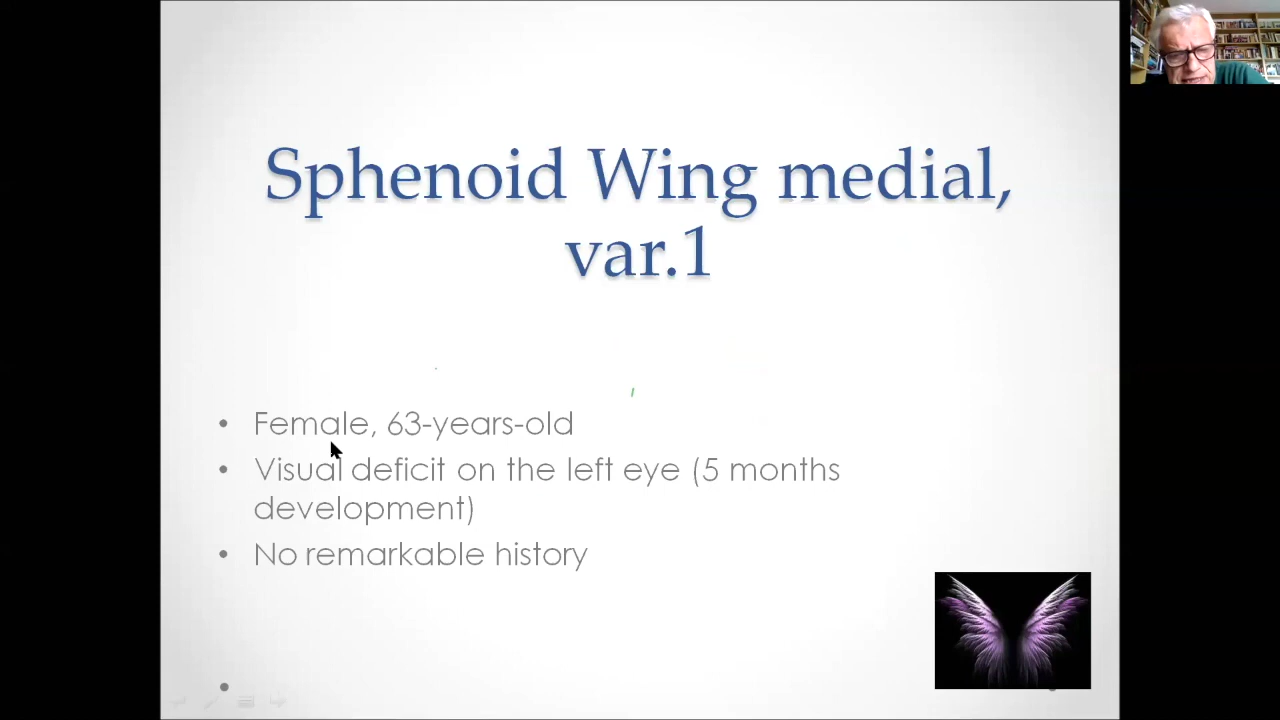 Sphenoid Wing medial,
var.1
• Female, 63-years-old
• Visual deficit on the left eye (5 months
development)
• No remarkable history